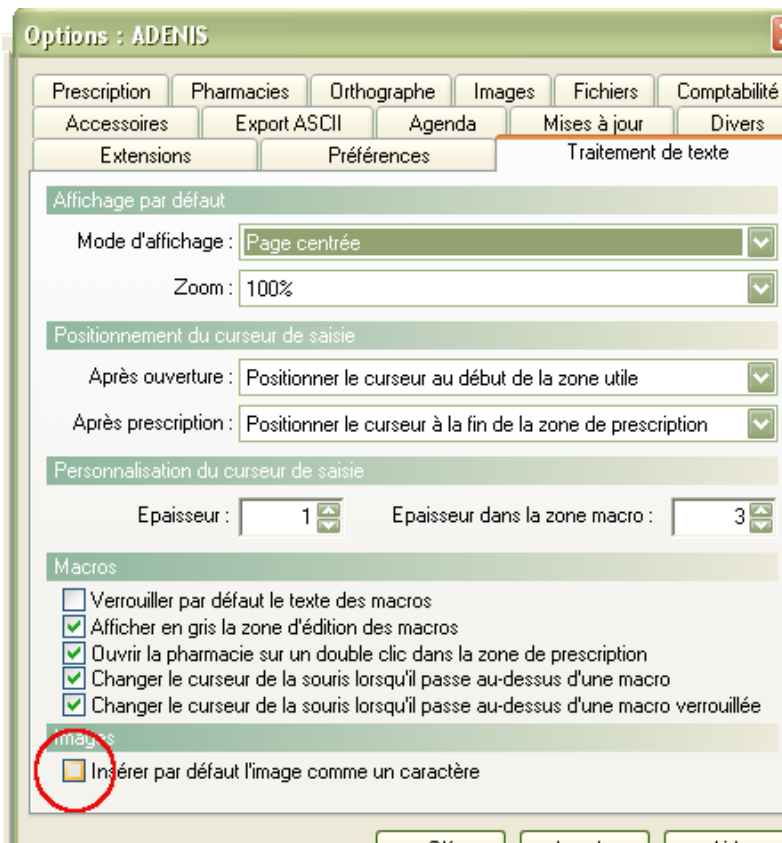 Options : ADENIS
Prescription Pharmacies Orthographe Images Fichiers Comptabilité
Accessoires Export ASCII Agenda Mises à jour Divers
Extensions Préférences Traitement de texte
Affichage par défaut
Mode d'affichage : Page centrée
Zoom : 100%
Positionnement du curseur de saisie
Après ouverture : Positionner le curseur au début de la zone utile
Après prescription : Positionner le curseur à la fin de la zone de prescription
Personnalisation du curseur de saisie
Epaisseur : 1 Epaisseur dans la zone macro : 3
Macros
Verrouiller par défaut le texte des macros
Afficher en gris la zone d'édition des macros
Ouvrir la pharmacie sur un double clic dans la zone de prescription
Changer le curseur de la souris lorsqu'il passe au-dessus d'une macro
Changer le curseur de la souris lorsqu'il passe au-dessus d'une macro verrouillée
Images
Insérer par défaut l'image comme un caractère